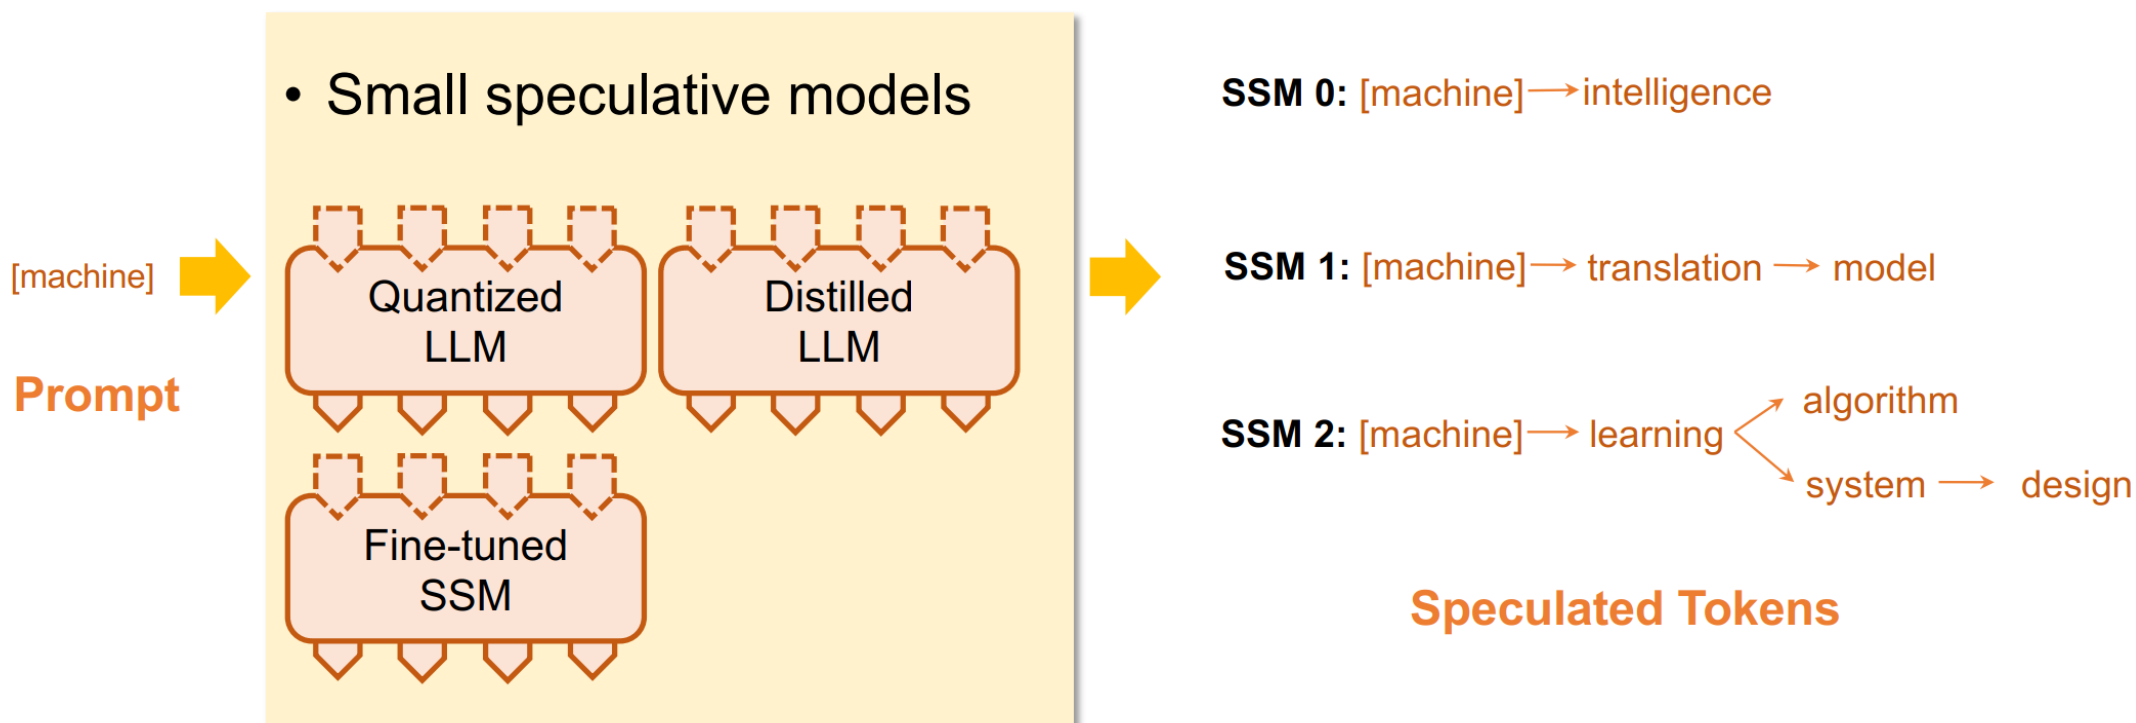 [machine]
Prompt
• Small speculative models
Quantized
LLM
Distilled
LLM
Fine-tuned
SSM
SSM 0: [machine] → intelligence
SSM 1: [machine] → translation → model
SSM 2: [machine] → learning
algorithm
system → design
Speculated Tokens